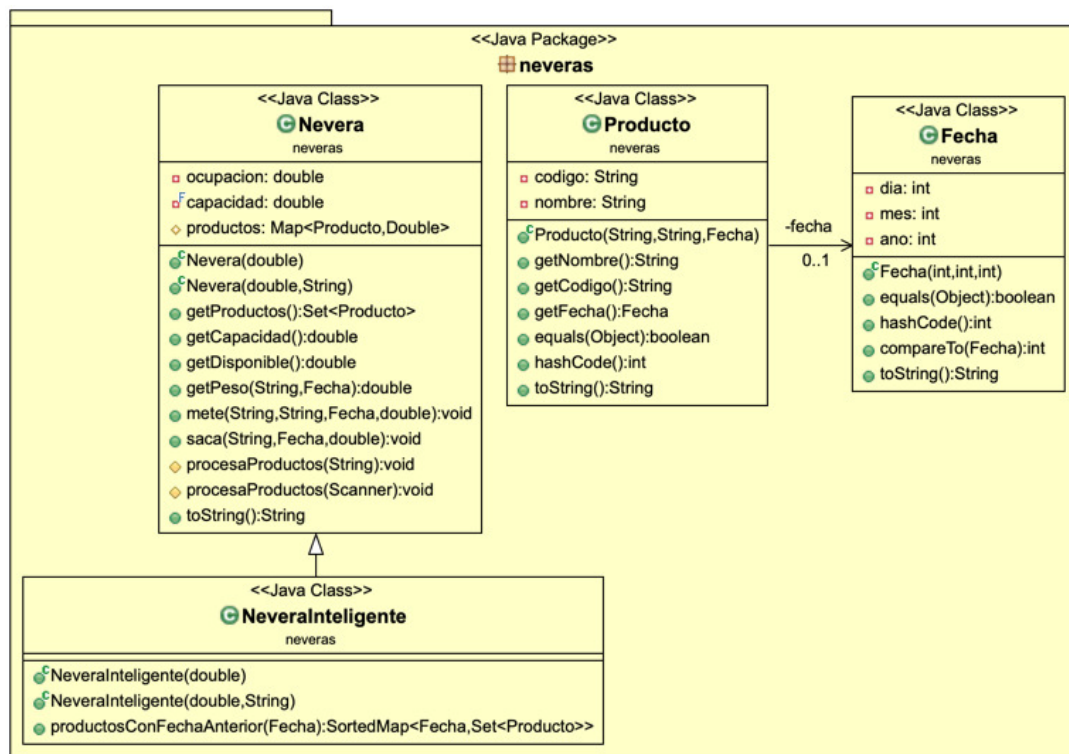 <<Java Package>>
neveras
<<Java Class>>
C Nevera
neveras
ocupacion: double
F capacidad: double
productos: Map<Producto,Double>
C Nevera(double)
C Nevera(double,String)
getProductos():Set<Producto>
getCapacidad():double
getDisponible():double
getPeso(String,Fecha):double
mete(String,String,Fecha,double):void
saca(String,Fecha,double):void
procesaProductos(String):void
procesaProductos(Scanner):void
toString():String
<<Java Class>>
C Producto
neveras
codigo: String
nombre: String
C Producto(String,String,Fecha)
getNombre():String
getCodigo():String
getFecha():Fecha
equals(Object):boolean
hashCode():int
toString():String
-fecha
0..1
<<Java Class>>
C Fecha
neveras
dia: int
mes: int
ano: int
C Fecha(int,int,int)
equals(Object):boolean
hashCode():int
compareTo(Fecha):int
toString():String
<<Java Class>>
C NeveraInteligente
neveras
C NeveraInteligente(double)
C NeveraInteligente(double,String)
productosConFechaAnterior(Fecha):SortedMap<Fecha,Set<Producto>>